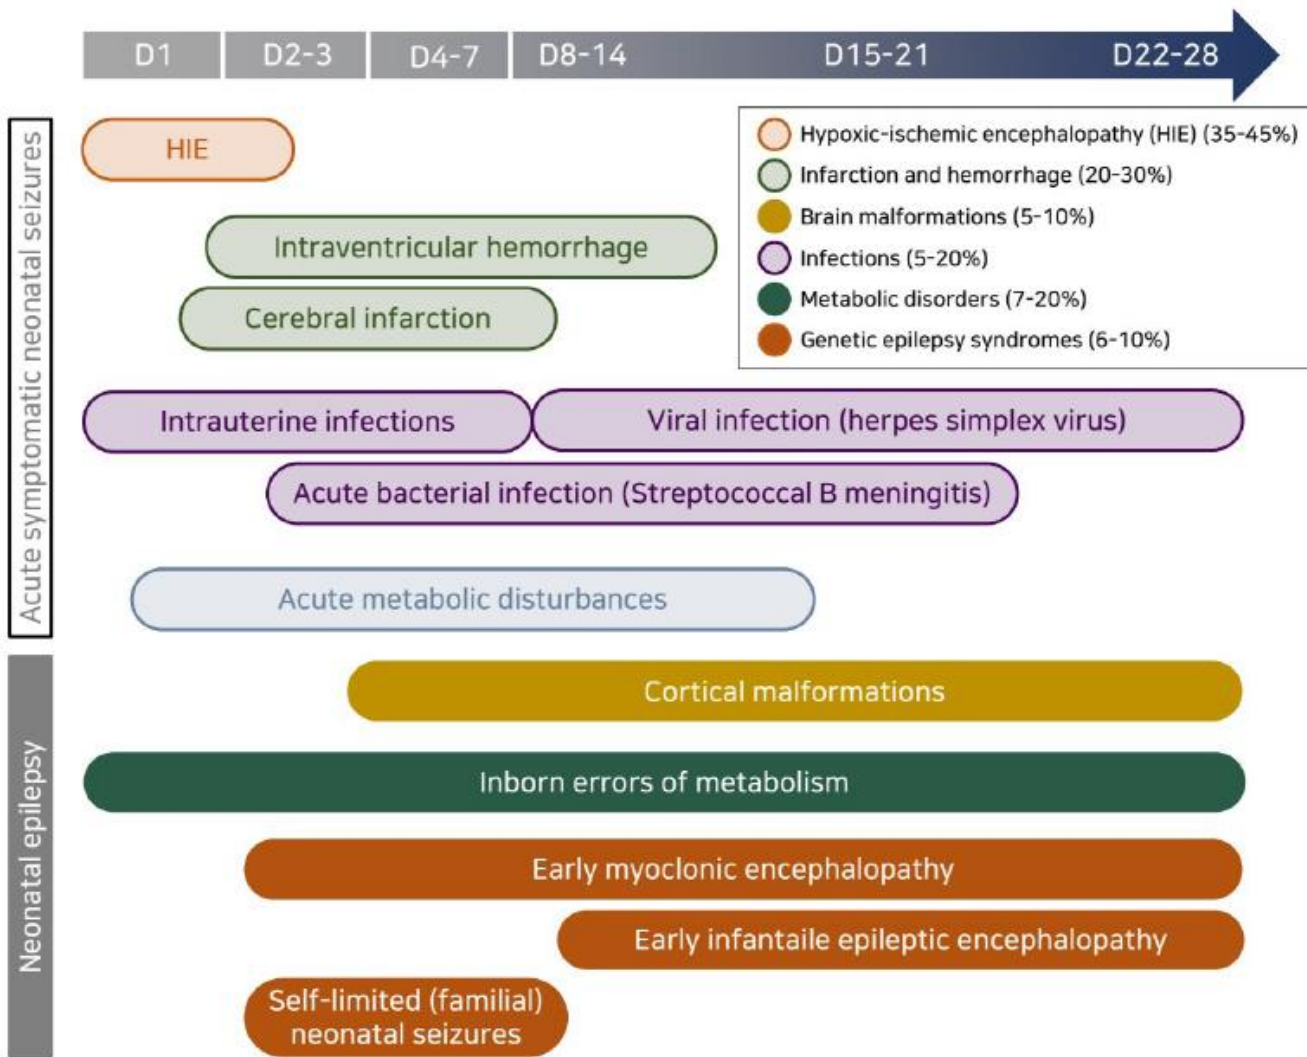 D1 D2-3 D4-7 D8-14 D15-21 D22-28
Acute symptomatic neonatal seizures
HIE
Hypoxic-ischemic encephalopathy (HIE) (35-45%)
Infarction and hemorrhage (20-30%)
Brain malformations (5-10%)
Infections (5-20%)
Metabolic disorders (7-20%)
Genetic epilepsy syndromes (6-10%)
Intraventricular hemorrhage
Cerebral infarction
Intrauterine infections
Viral infection (herpes simplex virus)
Acute bacterial infection (Streptococcal B meningitis)
Acute metabolic disturbances
Neonatal epilepsy
Cortical malformations
Inborn errors of metabolism
Early myoclonic encephalopathy
Early infantaile epileptic encephalopathy
Self-limited (familial)
neonatal seizures